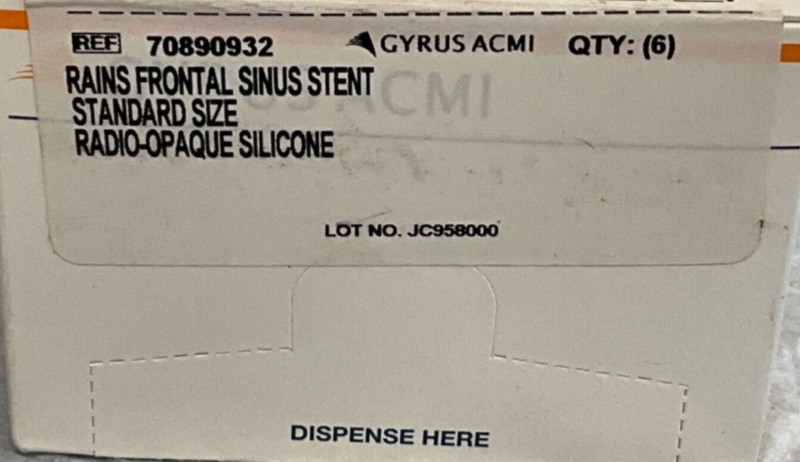 REF 70890932 GYRUS ACMI QTY: (6)
RAINS FRONTAL SINUS STENT
STANDARD SIZE
RADIO-OPAQUE SILICONE
ACMI
LOT NO. JC958000
DISPENSE HERE